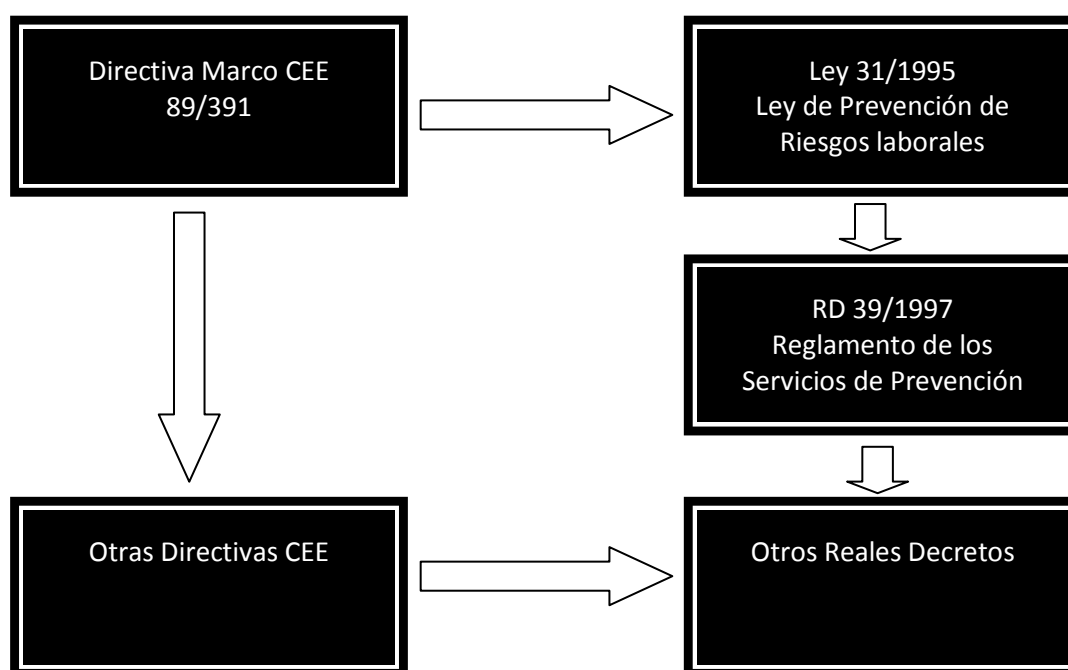 Directiva Marco CEE
89/391
Ley 31/1995
Ley de Prevención de
Riesgos laborales
RD 39/1997
Reglamento de los
Servicios de Prevención
Otras Directivas CEE
Otros Reales Decretos